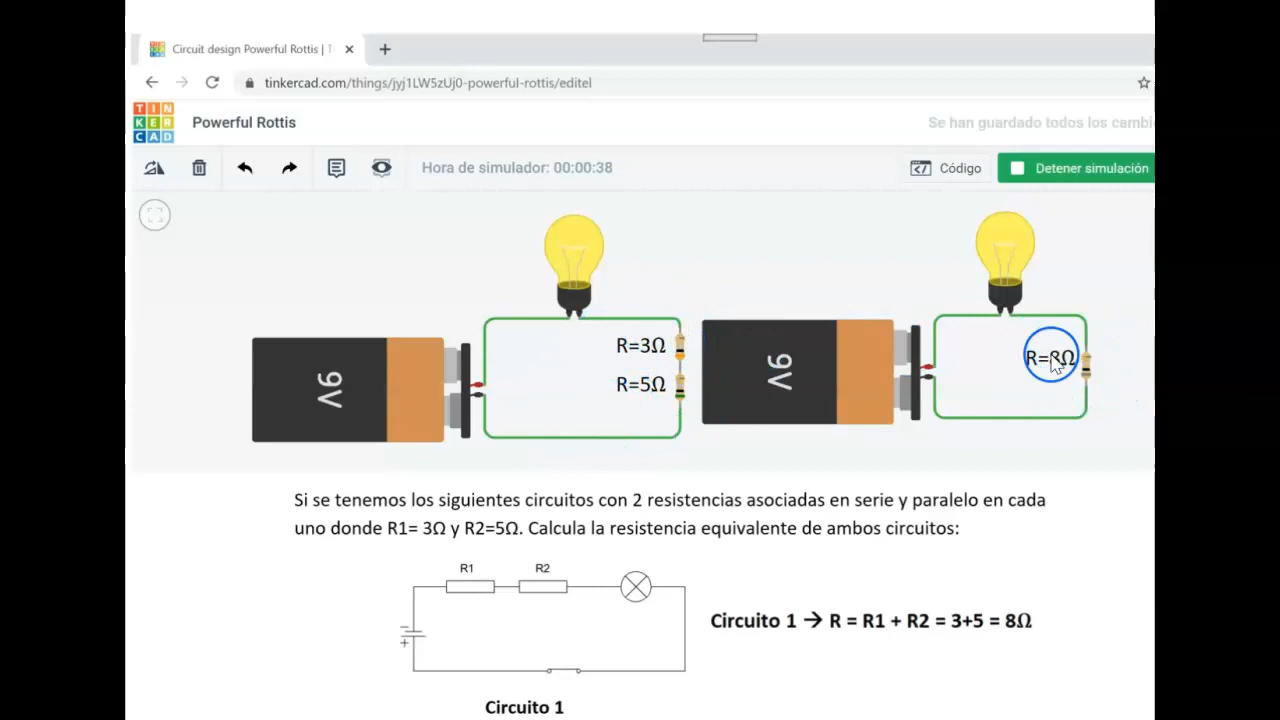 Circuit design Powerful Rottis | T
tinkercad.com/things/jyj1LW5zUj0-powerful-rottis/editel
TIN
KER
CAD
Powerful Rottis
Se han guardado todos los cambi
Hora de simulador: 00:00:38
Código
Detener simulación
9V
R=3Ω
R=5Ω
9V
R=8Ω
Si se tenemos los siguientes circuitos con 2 resistencias asociadas en serie y paralelo en cada
uno donde R1= 3Ω y R2=5Ω. Calcula la resistencia equivalente de ambos circuitos:
R1 R2
Circuito 1 → R = R1 + R2 = 3+5 = 8Ω
Circuito 1